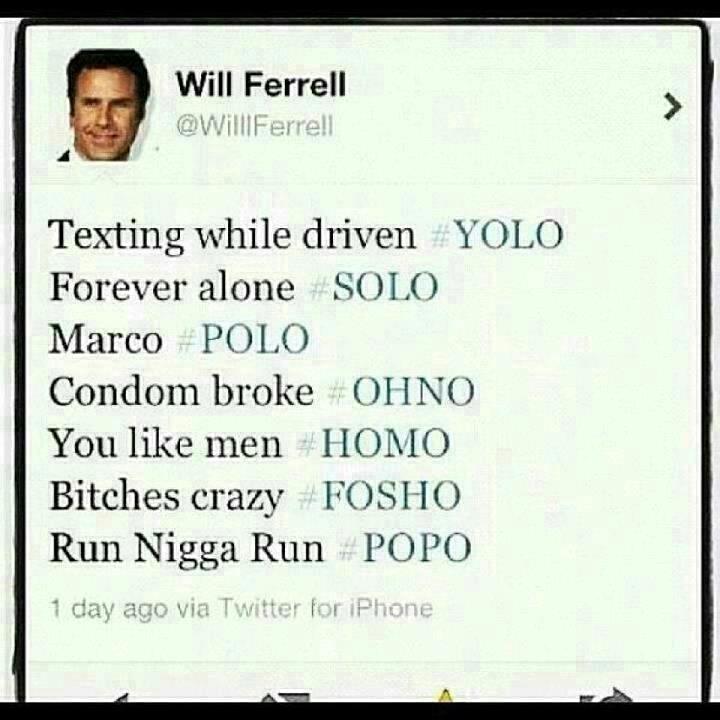 Will Ferrell
@WilllFerrell
Texting while driven #YOLO
Forever alone #SOLO
Marco #POLO
Condom broke #OHNO
You like men #HOMO
Bitches crazy #FOSHO
Run Nigga Run #POPO
1 day ago via Twitter for iPhone